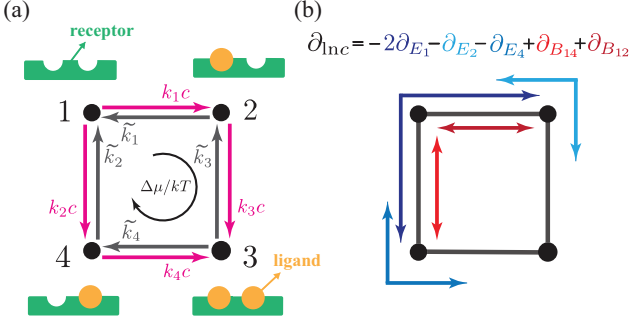 (a)
receptor
1
k₁c
2
k̃₁
k̃₂
k̃₃
Δμ/kT
k₂c
k₃c
k̃₄
4
3
k₄c
ligand
(b)
∂ln c = −2∂E₁−∂E₂−∂E₄+∂B₁₄+∂B₁₂